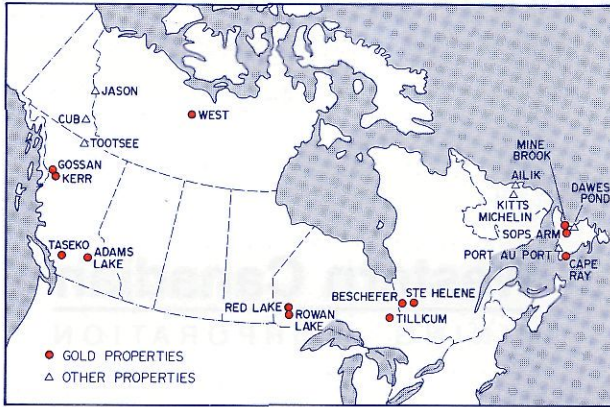 JASON
CUB
TOOTSEE
WEST
GOSSAN
KERR
TASEKO
ADAMS
LAKE
RED LAKE
ROWAN
LAKE
BESCHEFER
STE HELENE
TILLICUM
MINE
BROOK
AILIK
DAWES
POND
KITTS
MICHELIN
SOPS ARM
PORT AU PORT
CAPE
RAY
GOLD PROPERTIES
OTHER PROPERTIES